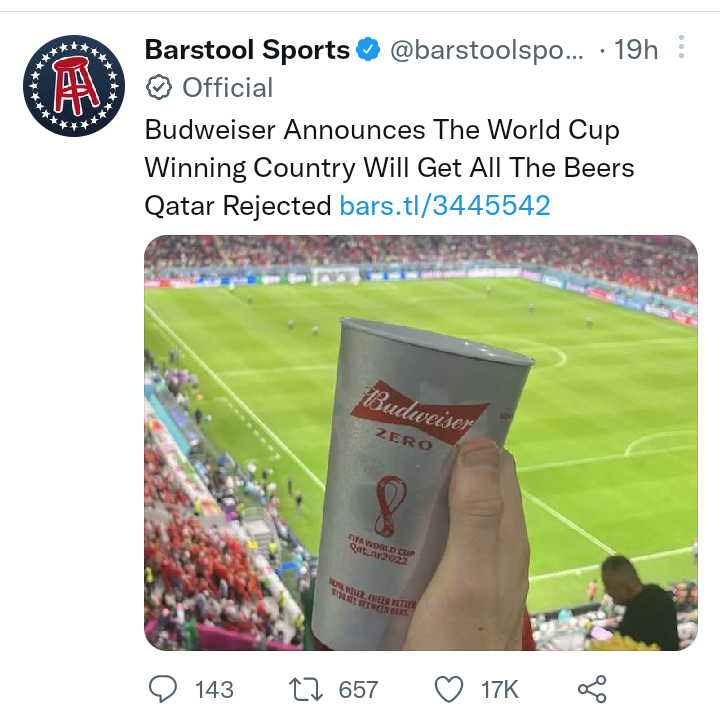 Barstool Sports @barstoolspo... · 19h
Official
Budweiser Announces The World Cup
Winning Country Will Get All The Beers
Qatar Rejected bars.tl/3445542
Budweiser
ZERO
FIFA WORLD CUP
Qatar2022
143 657 17K